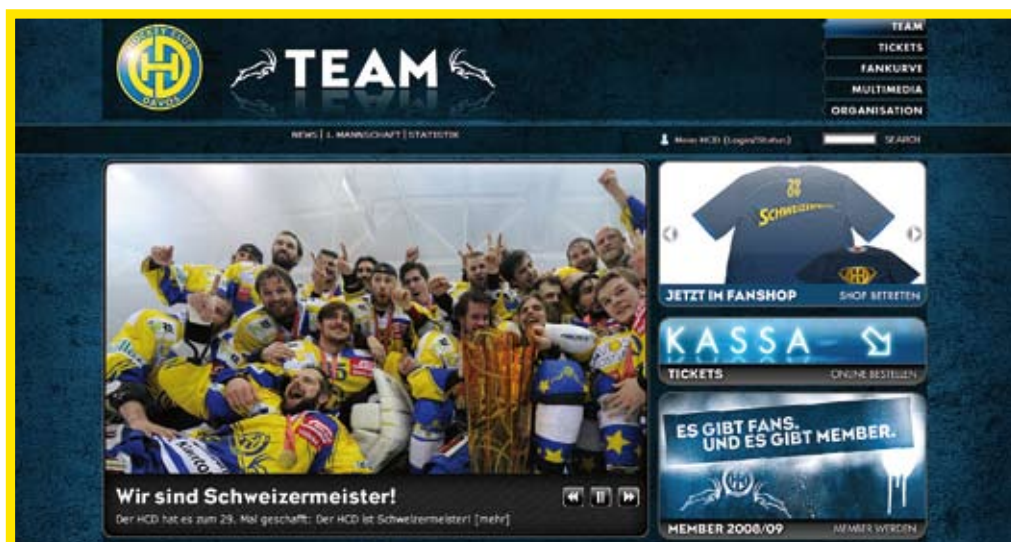 HOCKEY CLUB
DAVOS
TEAM
TEAM
TICKETS
FANKURVE
MULTIMEDIA
ORGANISATION
NEWS | 1. MANNSCHAFT | STATISTIK
Mein HCD (Login/Status)
SEARCH
20
09
JETZT IM FANSHOP
SHOP BETRETEN
KASSA
TICKETS
ONLINE BESTELLEN
ES GIBT FANS.
UND ES GIBT MEMBER.
MEMBER 2008/09
MEMBER WERDEN
Wir sind Schweizermeister!
Der HCD hat es zum 29. Mal geschafft: Der HCD ist Schweizermeister! [mehr]